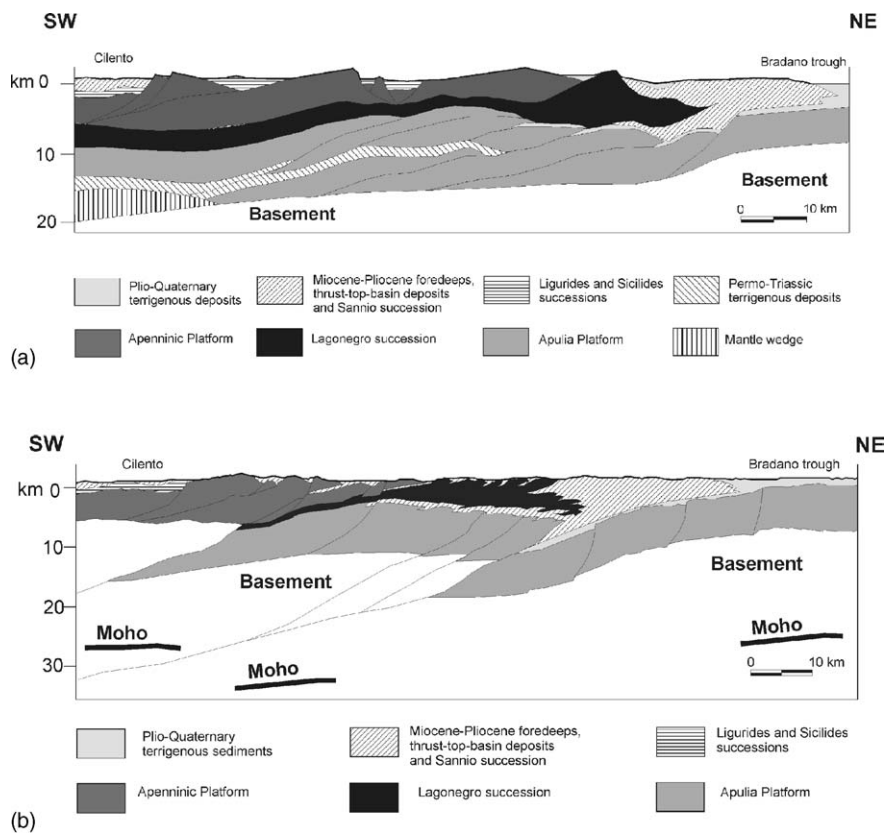 SW
NE
Cilento
Bradano trough
km 0
10
20
Basement
Basement
0
10 km
Plio-Quaternary
terrigenous deposits
Miocene-Pliocene foredeeps,
thrust-top-basin deposits
and Sannio succession
Ligurides and Sicilides
successions
Permo-Triassic
terrigenous deposits
Apenninic Platform
Lagonegro succession
Apulia Platform
Mantle wedge
(a)
SW
NE
Cilento
Bradano trough
km 0
10
20
30
Basement
Basement
Moho
Moho
Moho
0
10 km
Plio-Quaternary
terrigenous sediments
Miocene-Pliocene foredeeps,
thrust-top-basin deposits
and Sannio succession
Ligurides and Sicilides
successions
Apenninic Platform
Lagonegro succession
Apulia Platform
(b)